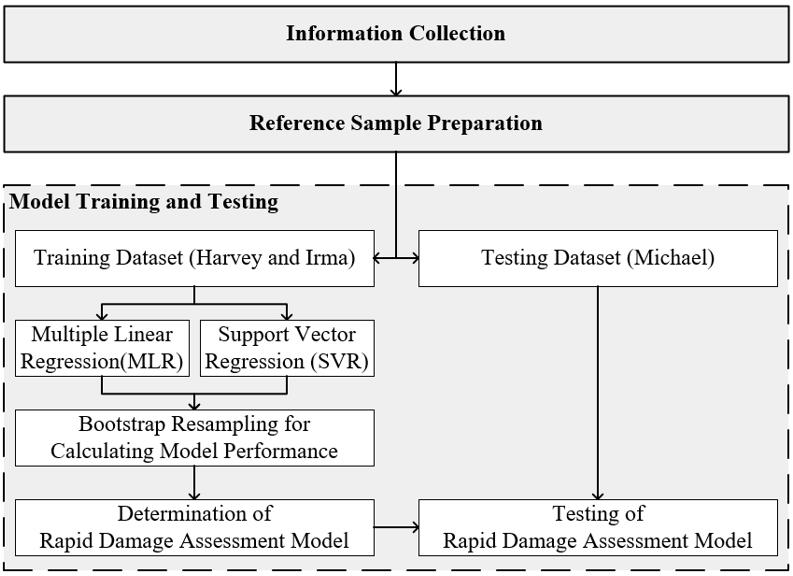 Information Collection
Reference Sample Preparation
Model Training and Testing
Training Dataset (Harvey and Irma)
Testing Dataset (Michael)
Multiple Linear
Regression(MLR)
Support Vector
Regression (SVR)
Bootstrap Resampling for
Calculating Model Performance
Determination of
Rapid Damage Assessment Model
Testing of
Rapid Damage Assessment Model